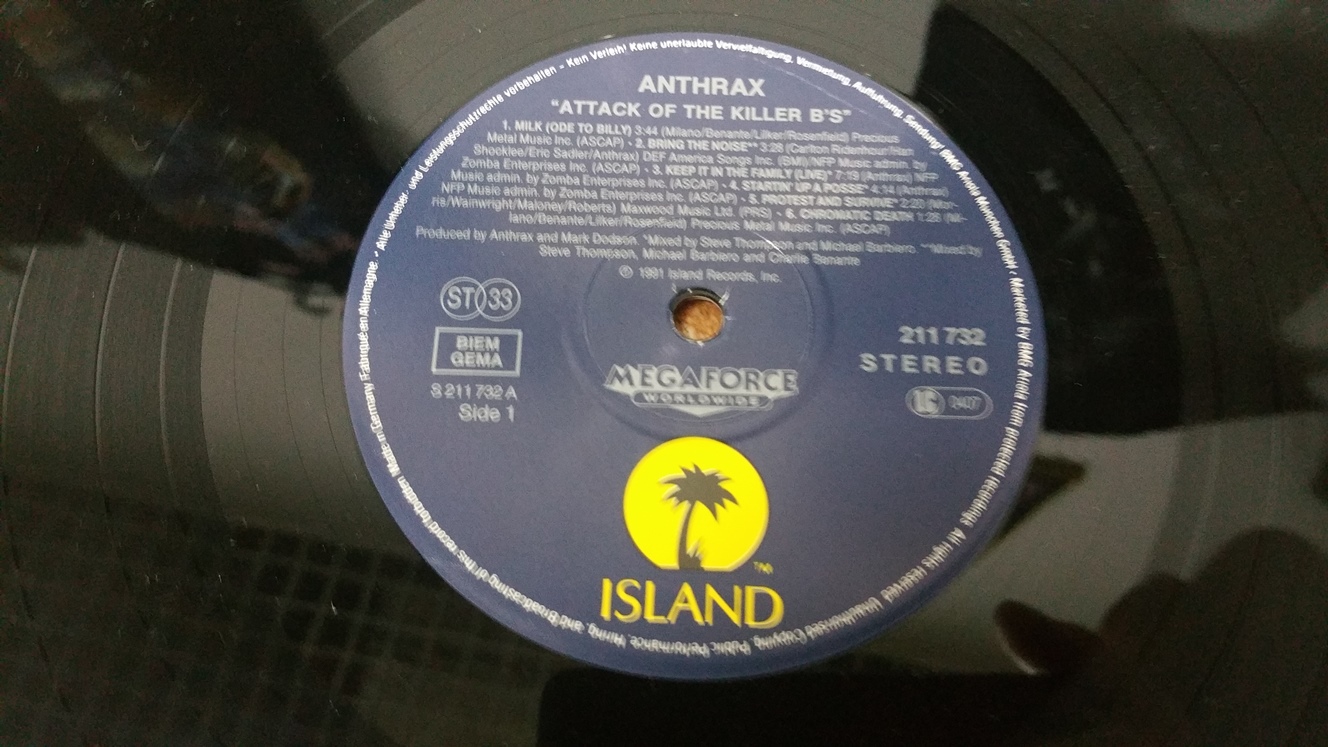 ANTHRAX
"ATTACK OF THE KILLER B'S"
1. MILK (ODE TO BILLY) 3:44 (Milano/Benante/Lilker/Rosenfield) Precious
Metal Music Inc. (ASCAP) - 2. BRING THE NOISE** 3:28 (Carlton Ridenhour/
Shocklee/Eric Sadler/Anthrax) DEF America Songs Inc. (BMI)/NFP Music admin. by
Zomba Enterprises Inc. (ASCAP) - 3. KEEP IT IN THE FAMILY (LIVE)* 7:19 (Anthrax) NFP
Music admin. by Zomba Enterprises Inc. (ASCAP) - 4. STARTIN' UP A POSSE* 4:14 (Anthrax)
NFP Music admin. by Zomba Enterprises Inc. (ASCAP) - 5. PROTEST AND SURVIVE* 2:20 (Mor-
ris/Wainwright/Maloney/Roberts) Maxwood Music Ltd. (PRS) - 6. CHROMATIC DEATH 1:28 (Mi-
lano/Benante/Lilker/Rosenfield) Precious Metal Music Inc. (ASCAP)
Produced by Anthrax and Mark Dodson. *Mixed by Steve Thompson and Michael Barbiero. **Mixed by
Steve Thompson, Michael Barbiero and Charlie Benante
℗ 1991 Island Records, Inc.
ST 33
BIEM
GEMA
S 211 732 A
Side 1
211 732
STEREO
LC 0407
MEGAFORCE
WORLDWIDE
ISLAND
TM
Alle Urheber- und Leistungsschutzrechte vorbehalten - Kein Verleih! Keine unerlaubte Vervielfältigung, Vermietung, Aufführung, Sendung! BMG Ariola München GmbH - Marketed by BMG Ariola from protected recordings. All rights reserved. Unauthorised Copying, Public Performance, Hiring, and Broadcasting of this record forbidden. Made in Germany. Fabriqué en Allemagne.